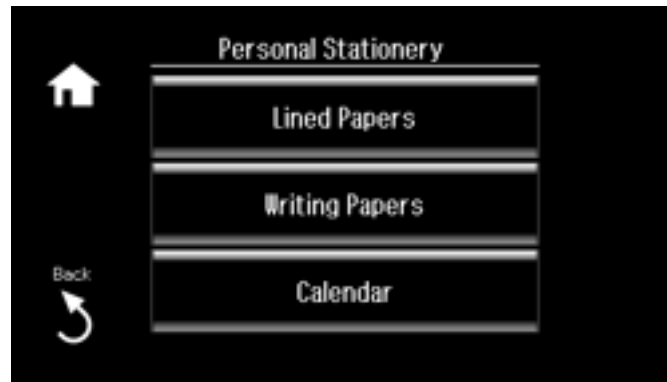 Personal Stationery
Lined Papers
Writing Papers
Calendar
Back